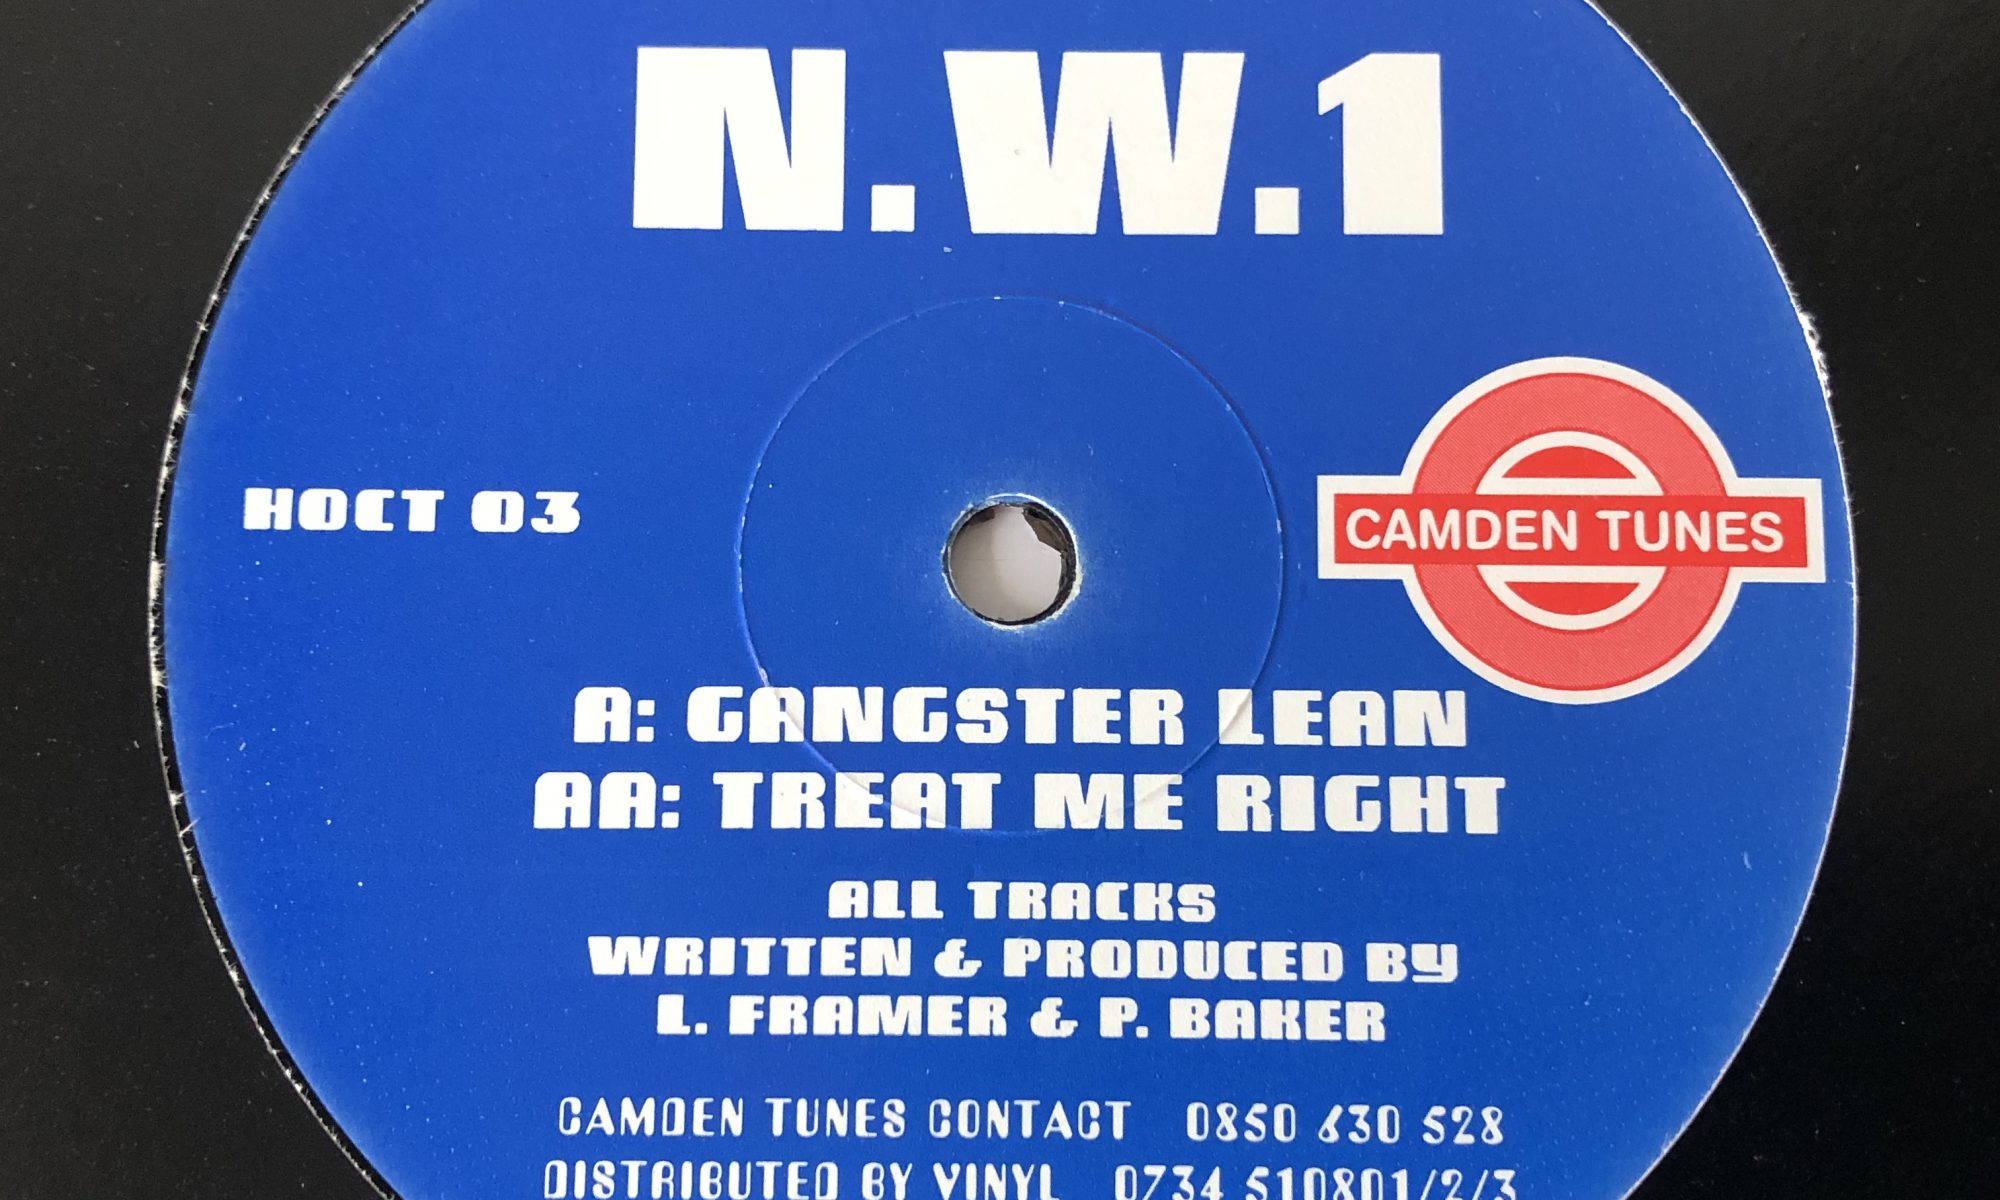 N.W.1
HOCT 03
CAMDEN TUNES
A: GANGSTER LEAN
AA: TREAT ME RIGHT
ALL TRACKS
WRITTEN & PRODUCED BY
L. FRAMER & P. BAKER
CAMDEN TUNES CONTACT 0850 630 528
DISTRIBUTED BY VINYL 0734 510801/2/3